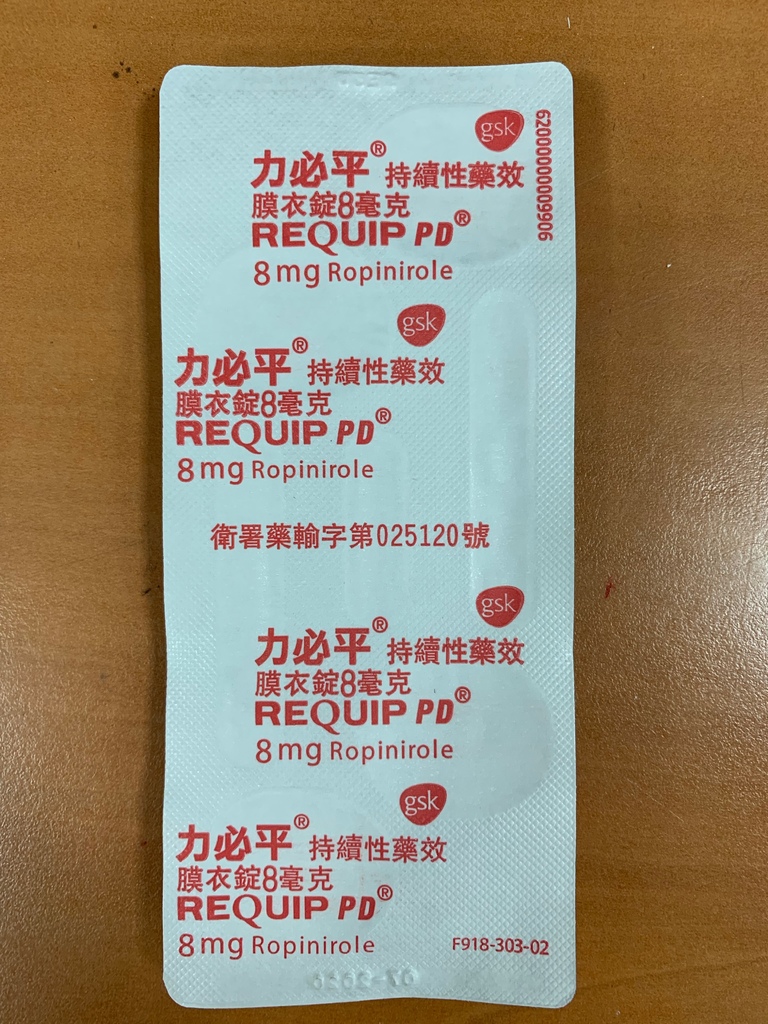 gsk
62000000009906
力必平® 持續性藥效
膜衣錠8毫克
REQUIP PD®
8mg Ropinirole
gsk
力必平® 持續性藥效
膜衣錠8毫克
REQUIP PD®
8mg Ropinirole
衛署藥輸字第025120號
gsk
力必平® 持續性藥效
膜衣錠8毫克
REQUIP PD®
8mg Ropinirole
gsk
力必平® 持續性藥效
膜衣錠8毫克
REQUIP PD®
8mg Ropinirole
F918-303-02